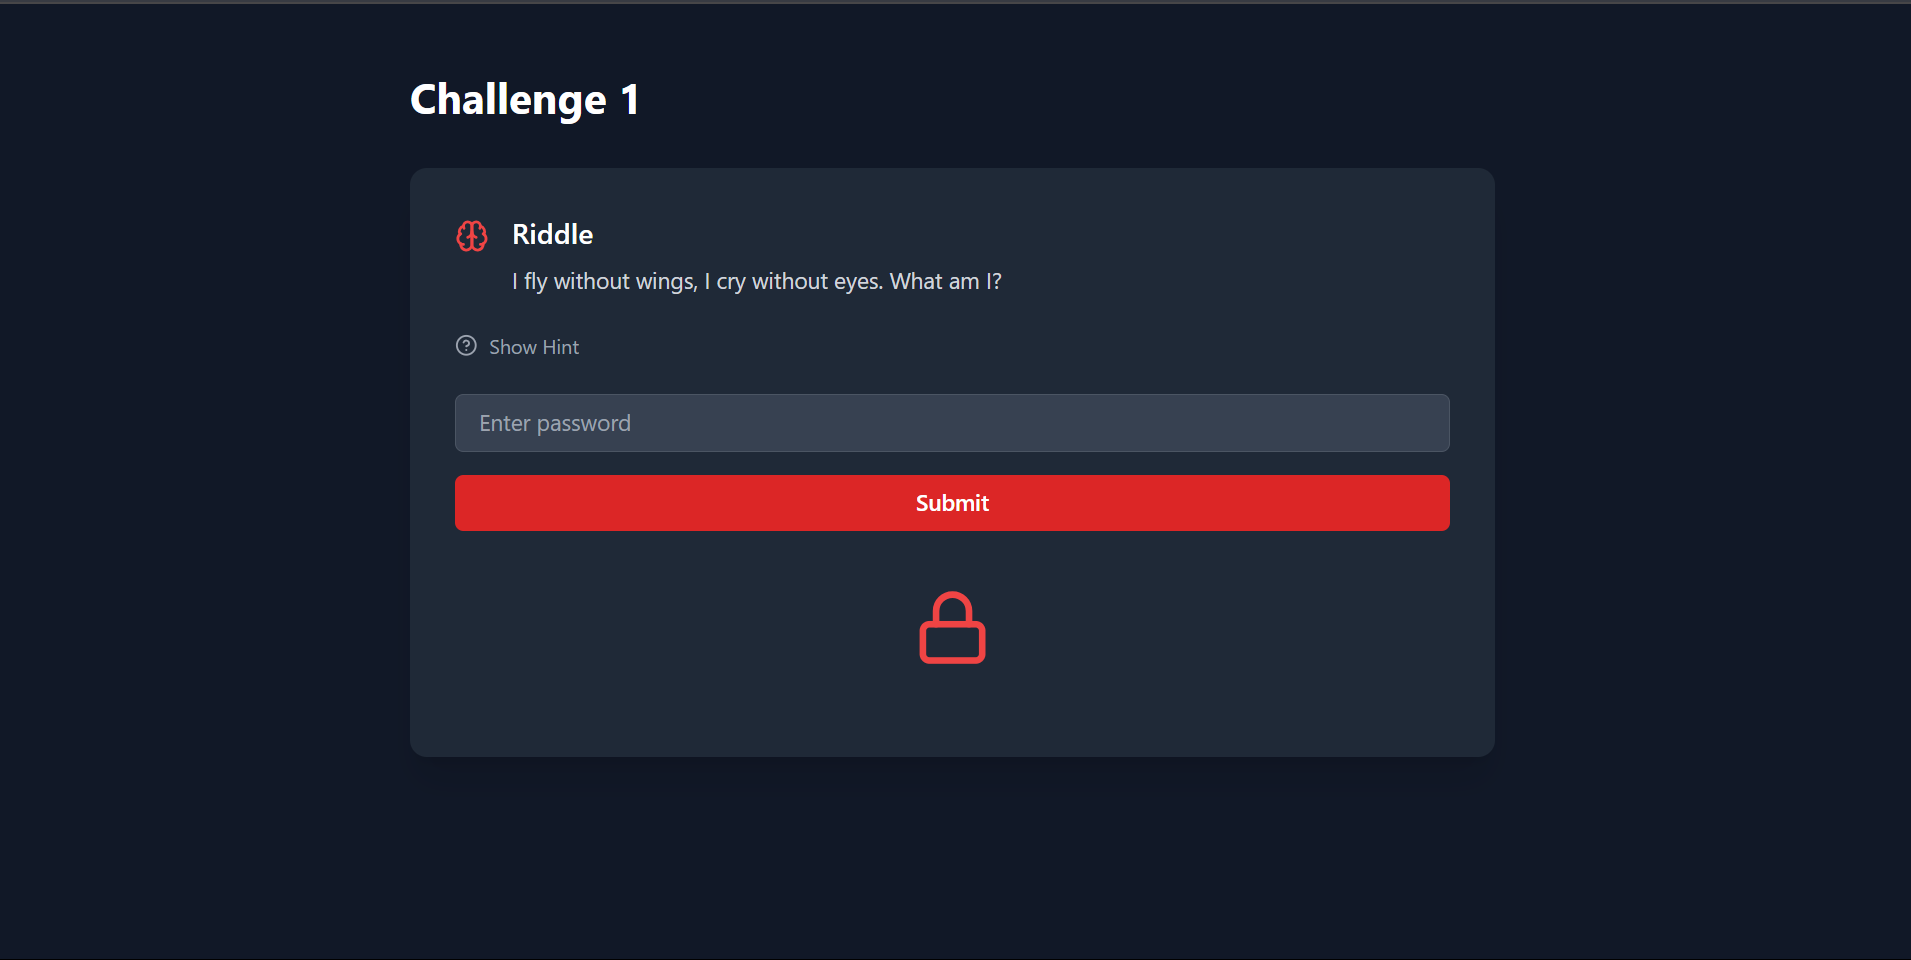 Challenge 1
Riddle
I fly without wings, I cry without eyes. What am I?
Show Hint
Enter password
Submit